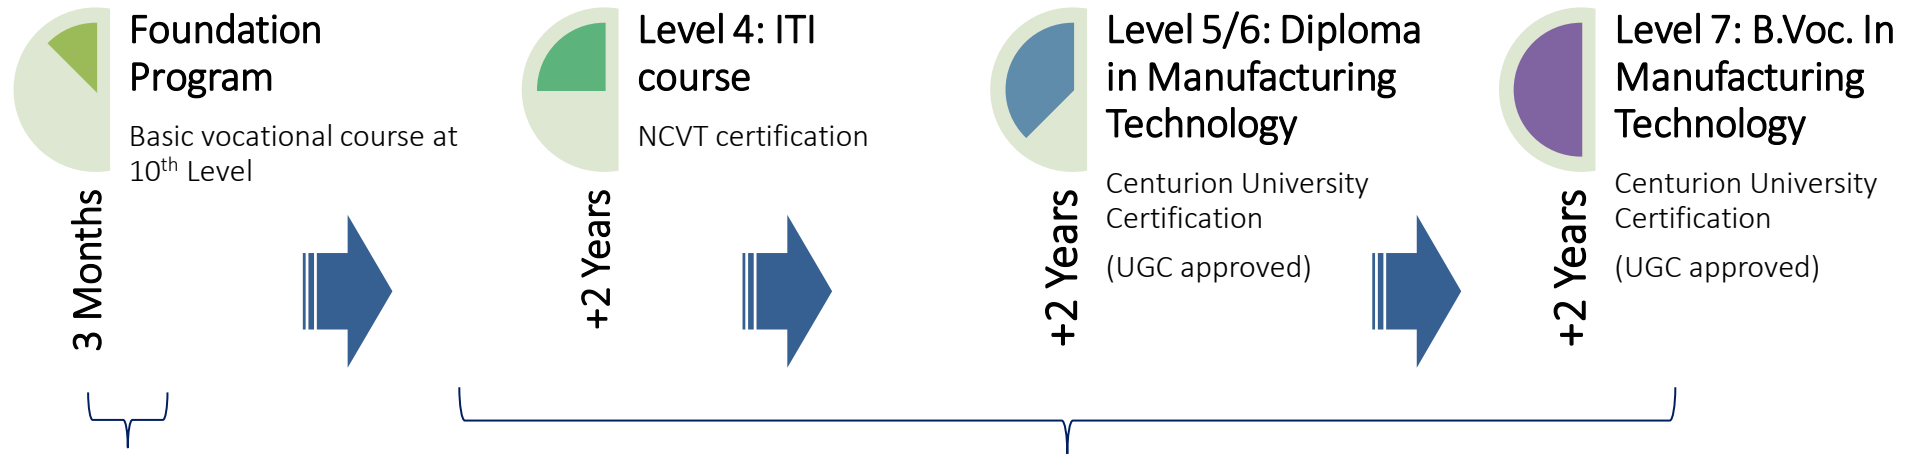 Foundation
Program
Basic vocational course at
10th Level
3 Months
Level 4: ITI
course
NCVT certification
+2 Years
Level 5/6: Diploma
in Manufacturing
Technology
Centurion University
Certification
(UGC approved)
+2 Years
Level 7: B.Voc. In
Manufacturing
Technology
Centurion University
Certification
(UGC approved)
+2 Years